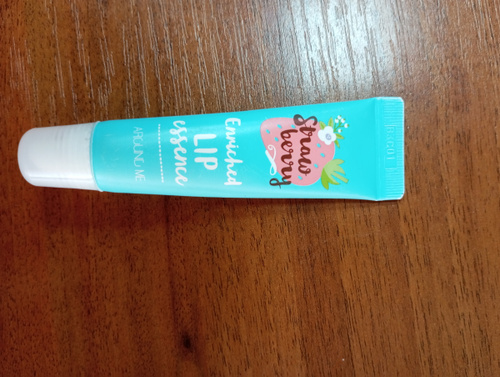 Straw
berry
Enriched
LIP
essence
AROUND ME